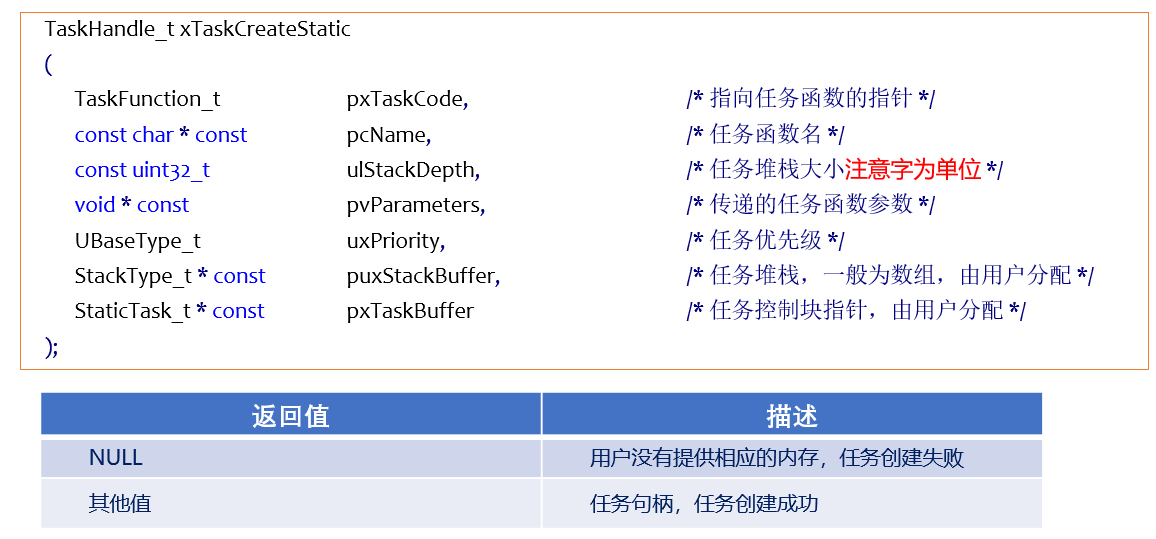 TaskHandle_t xTaskCreateStatic
(
TaskFunction_t pxTaskCode, /* 指向任务函数的指针 */
const char * const pcName, /* 任务函数名 */
const uint32_t ulStackDepth, /* 任务堆栈大小注意字为单位 */
void * const pvParameters, /* 传递的任务函数参数 */
UBaseType_t uxPriority, /* 任务优先级 */
StackType_t * const puxStackBuffer, /* 任务堆栈，一般为数组，由用户分配 */
StaticTask_t * const pxTaskBuffer /* 任务控制块指针，由用户分配 */
);
返回值 描述
NULL 用户没有提供相应的内存，任务创建失败
其他值 任务句柄，任务创建成功